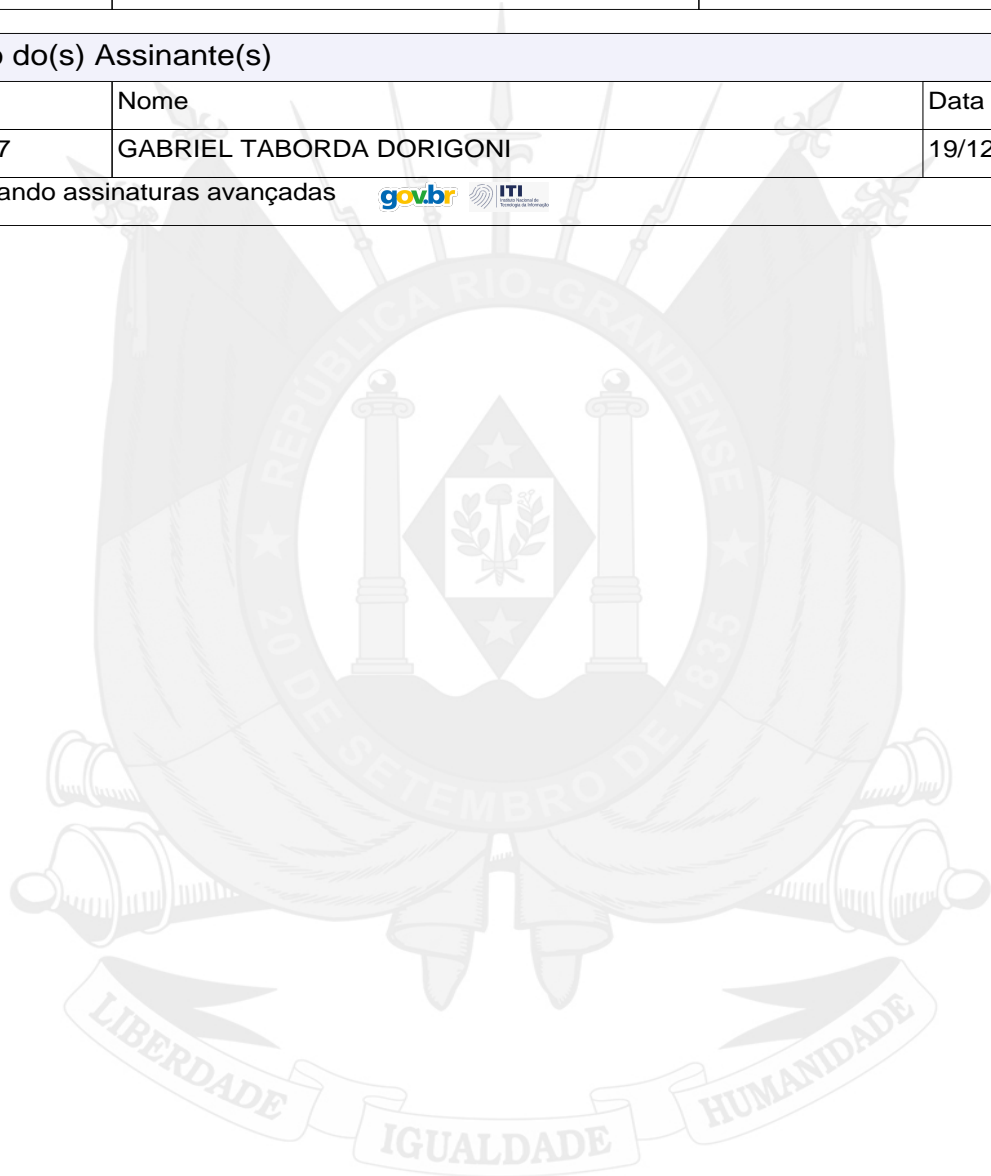 o do(s) Assinante(s)
Nome Data
7 GABRIEL TABORDA DORIGONI 19/12
ando assinaturas avançadas gov.br ITI
REPÚBLICA RIO-GRANDENSE
20 DE SETEMBRO DE 1835
LIBERDADE IGUALDADE HUMANIDADE